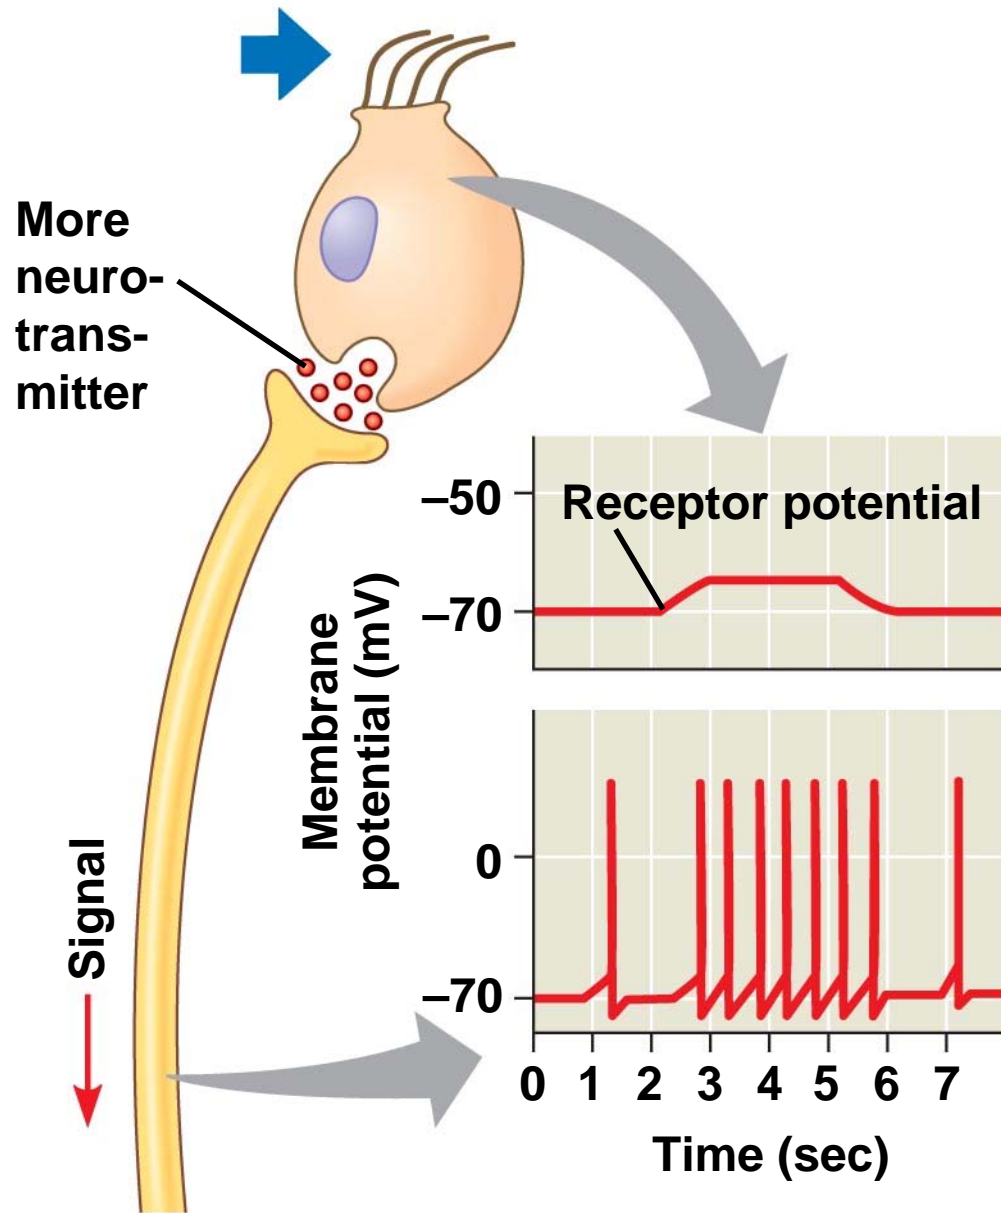 More
neuro-
trans-
mitter
Receptor potential
–50
–70
Membrane
potential (mV)
0
–70
Signal
0 1 2 3 4 5 6 7
Time (sec)